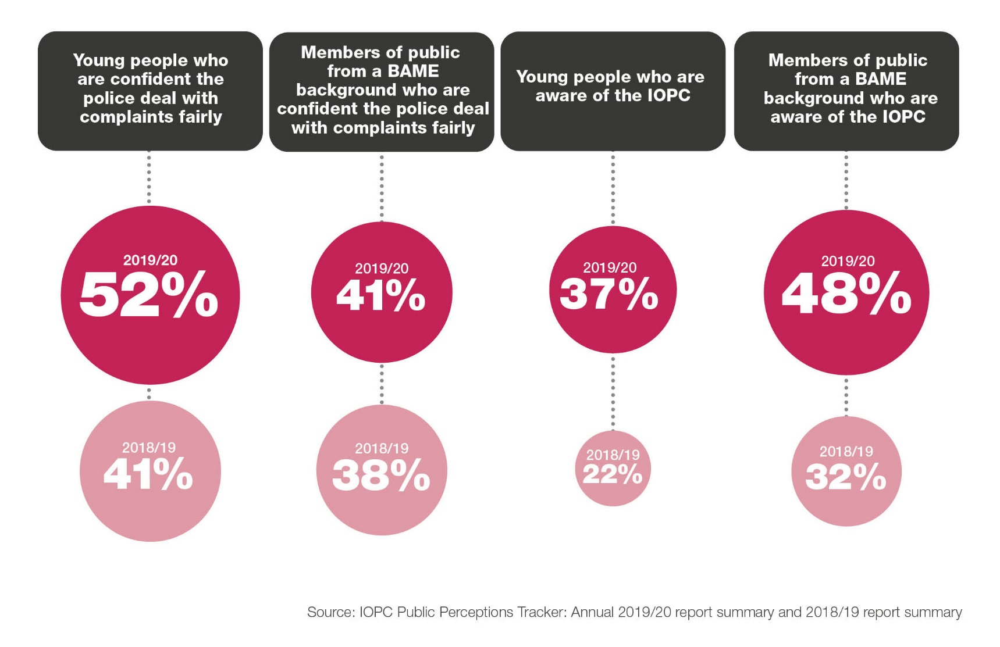 Young people who
are confident the
police deal with
complaints fairly
Members of public
from a BAME
background who are
confident the police deal
with complaints fairly
Young people who are
aware of the IOPC
Members of public
from a BAME
background who are
aware of the IOPC
2019/20
52%
2019/20
41%
2019/20
37%
2019/20
48%
2018/19
41%
2018/19
38%
2018/19
22%
2018/19
32%
Source: IOPC Public Perceptions Tracker: Annual 2019/20 report summary and 2018/19 report summary